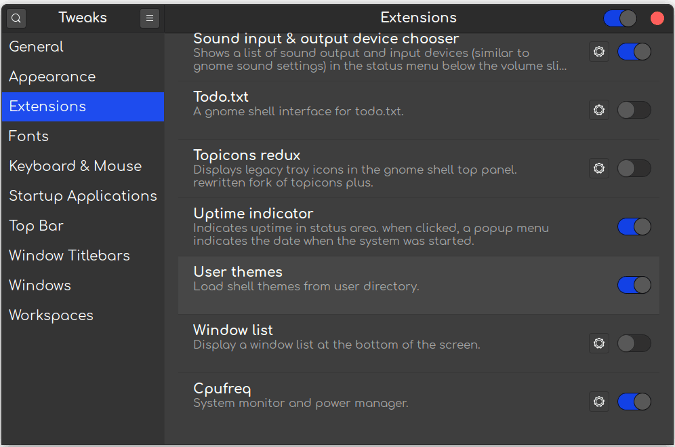 Tweaks
Extensions
General
Appearance
Extensions
Fonts
Keyboard & Mouse
Startup Applications
Top Bar
Window Titlebars
Windows
Workspaces
Sound input & output device chooser
Shows a list of sound output and input devices (similar to
gnome sound settings) in the status menu below the volume sli...
Todo.txt
A gnome shell interface for todo.txt.
Topicons redux
Displays legacy tray icons in the gnome shell top panel.
rewritten fork of topicons plus.
Uptime indicator
Indicates uptime in status area. when clicked, a popup menu
indicates the date when the system was started.
User themes
Load shell themes from user directory.
Window list
Display a window list at the bottom of the screen.
Cpufreq
System monitor and power manager.